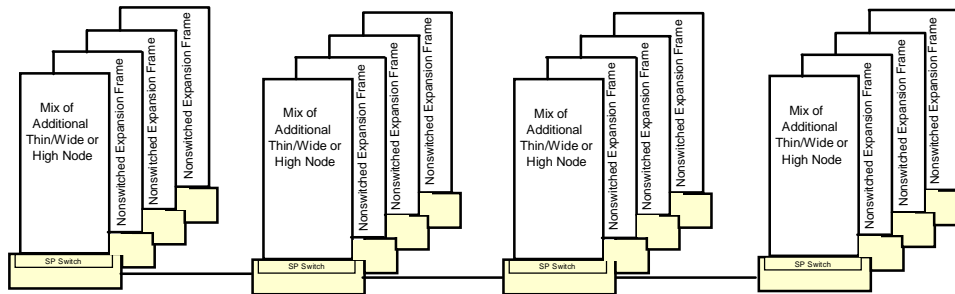 Mix of
Additional
Thin/Wide or
High Node
Nonswitched Expansion Frame
Nonswitched Expansion Frame
Nonswitched Expansion Frame
SP Switch
Mix of
Additional
Thin/Wide or
High Node
Nonswitched Expansion Frame
Nonswitched Expansion Frame
Nonswitched Expansion Frame
SP Switch
Mix of
Additional
Thin/Wide or
High Node
Nonswitched Expansion Frame
Nonswitched Expansion Frame
Nonswitched Expansion Frame
SP Switch
Mix of
Additional
Thin/Wide or
High Node
Nonswitched Expansion Frame
Nonswitched Expansion Frame
Nonswitched Expansion Frame
SP Switch